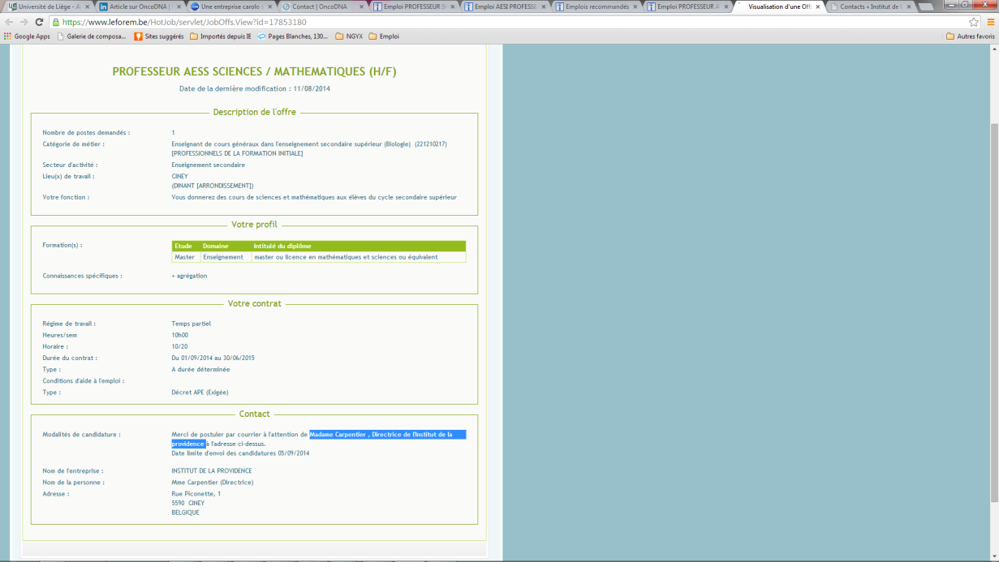 Université de Liège - A
Article sur OncoDNA |
Une entreprise carolo s
Contact | OncoDNA
Emploi PROFESSEUR S
Emploi AESI PROFESSE
Emplois recommandés
Emploi PROFESSEUR A
Visualisation d'une Off
Contacts « Institut de l
https://www.leforem.be/HotJob/servlet/JobOffs.View?id=17853180
Google Apps
Galerie de composa...
Sites suggérés
Importés depuis IE
Pages Blanches, 130...
NGYX
Emploi
Autres favoris
PROFESSEUR AESS SCIENCES / MATHEMATIQUES (H/F)
Date de la dernière modification : 11/08/2014
Description de l'offre
Nombre de postes demandés : 1
Catégorie de métier : Enseignant de cours généraux dans l'enseignement secondaire supérieur (Biologie) (221210217)
[PROFESSIONNELS DE LA FORMATION INITIALE]
Secteur d'activité : Enseignement secondaire
Lieu(x) de travail : CINEY
(DINANT [ARRONDISSEMENT])
Votre fonction : Vous donnerez des cours de sciences et mathématiques aux élèves du cycle secondaire supérieur
Votre profil
Formation(s) :
Etude Domaine Intitulé du diplôme
Master Enseignement master ou licence en mathématiques et sciences ou équivalent
Connaissances spécifiques : + agrégation
Votre contrat
Régime de travail : Temps partiel
Heures/sem 10h00
Horaire : 10/20
Durée du contrat : Du 01/09/2014 au 30/06/2015
Type : A durée déterminée
Conditions d'aide à l'emploi :
Type : Décret APE (Exigée)
Contact
Modalités de candidature : Merci de postuler par courrier à l'attention de Madame Carpentier , Directrice de l'Institut de la
providence à l'adresse ci-dessus.
Date limite d'envoi des candidatures 05/09/2014
Nom de l'entreprise : INSTITUT DE LA PROVIDENCE
Nom de la personne : Mme Carpentier (Directrice)
Adresse : Rue Piconette, 1
5590 CINEY
BELGIQUE